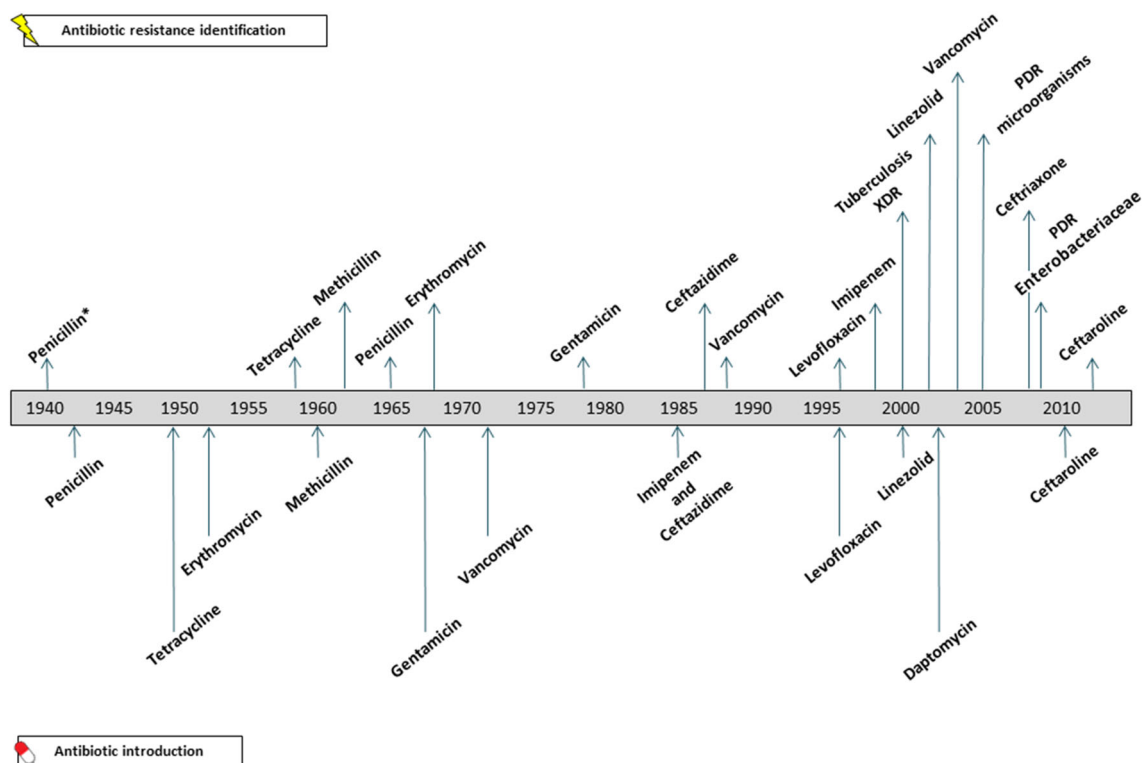 Antibiotic resistance identification
Vancomycin
PDR
microorganisms
Linezolid
Tuberculosis
XDR
Ceftriaxone
PDR
Enterobacteriaceae
Methicillin
Erythromycin
Ceftazidime
Imipenem
Penicillin*
Tetracycline
Penicillin
Gentamicin
Vancomycin
Levofloxacin
Ceftaroline
1940 1945 1950 1955 1960 1965 1970 1975 1980 1985 1990 1995 2000 2005 2010
Penicillin
Methicillin
Imipenem
and
Ceftazidime
Linezolid
Ceftaroline
Erythromycin
Vancomycin
Levofloxacin
Tetracycline
Gentamicin
Daptomycin
Antibiotic introduction